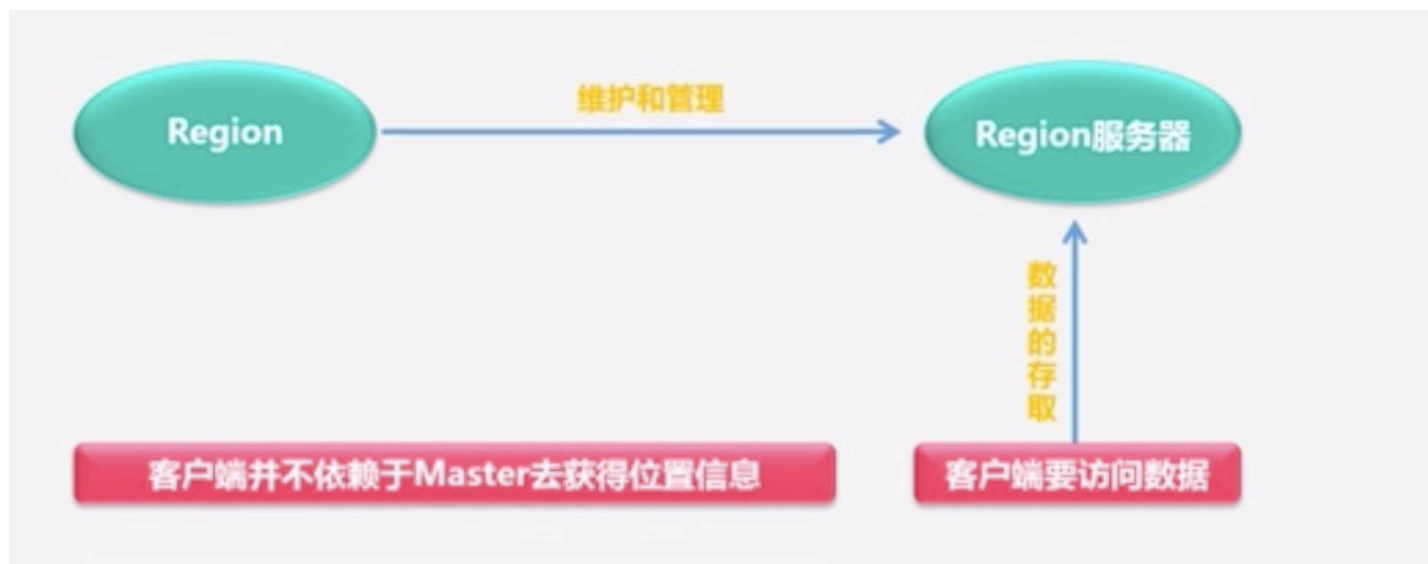 维护和管理
Region
Region服务器
数据的存取
客户端并不依赖于Master去获得位置信息
客户端要访问数据